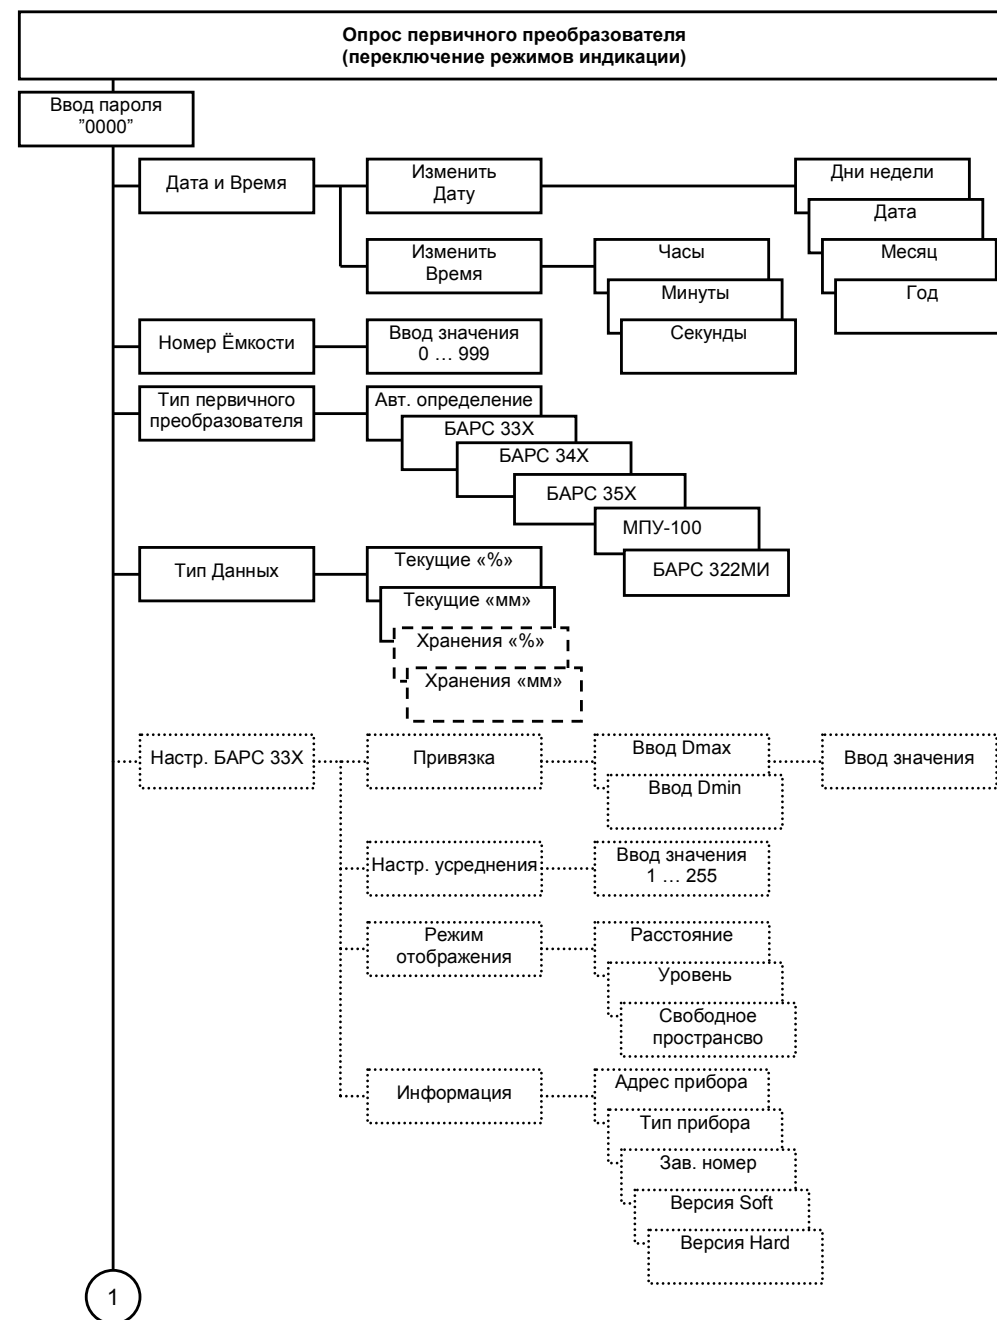 Опрос первичного преобразователя
(переключение режимов индикации)
Ввод пароля
”0000”
Дата и Время
Изменить
Дату
Дни недели
Дата
Месяц
Год
Изменить
Время
Часы
Минуты
Секунды
Номер Ёмкости
Ввод значения
0 … 999
Тип первичного
преобразователя
Авт. определение
БАРС 33Х
БАРС 34Х
БАРС 35Х
МПУ-100
БАРС 322МИ
Тип Данных
Текущие «%»
Текущие «мм»
Хранения «%»
Хранения «мм»
Настр. БАРС 33Х
Привязка
Ввод Dmax
Ввод Dmin
Ввод значения
Настр. усреднения
Ввод значения
1 … 255
Режим
отображения
Расстояние
Уровень
Свободное
пространсво
Информация
Адрес прибора
Тип прибора
Зав. номер
Версия Soft
Версия Hard
1